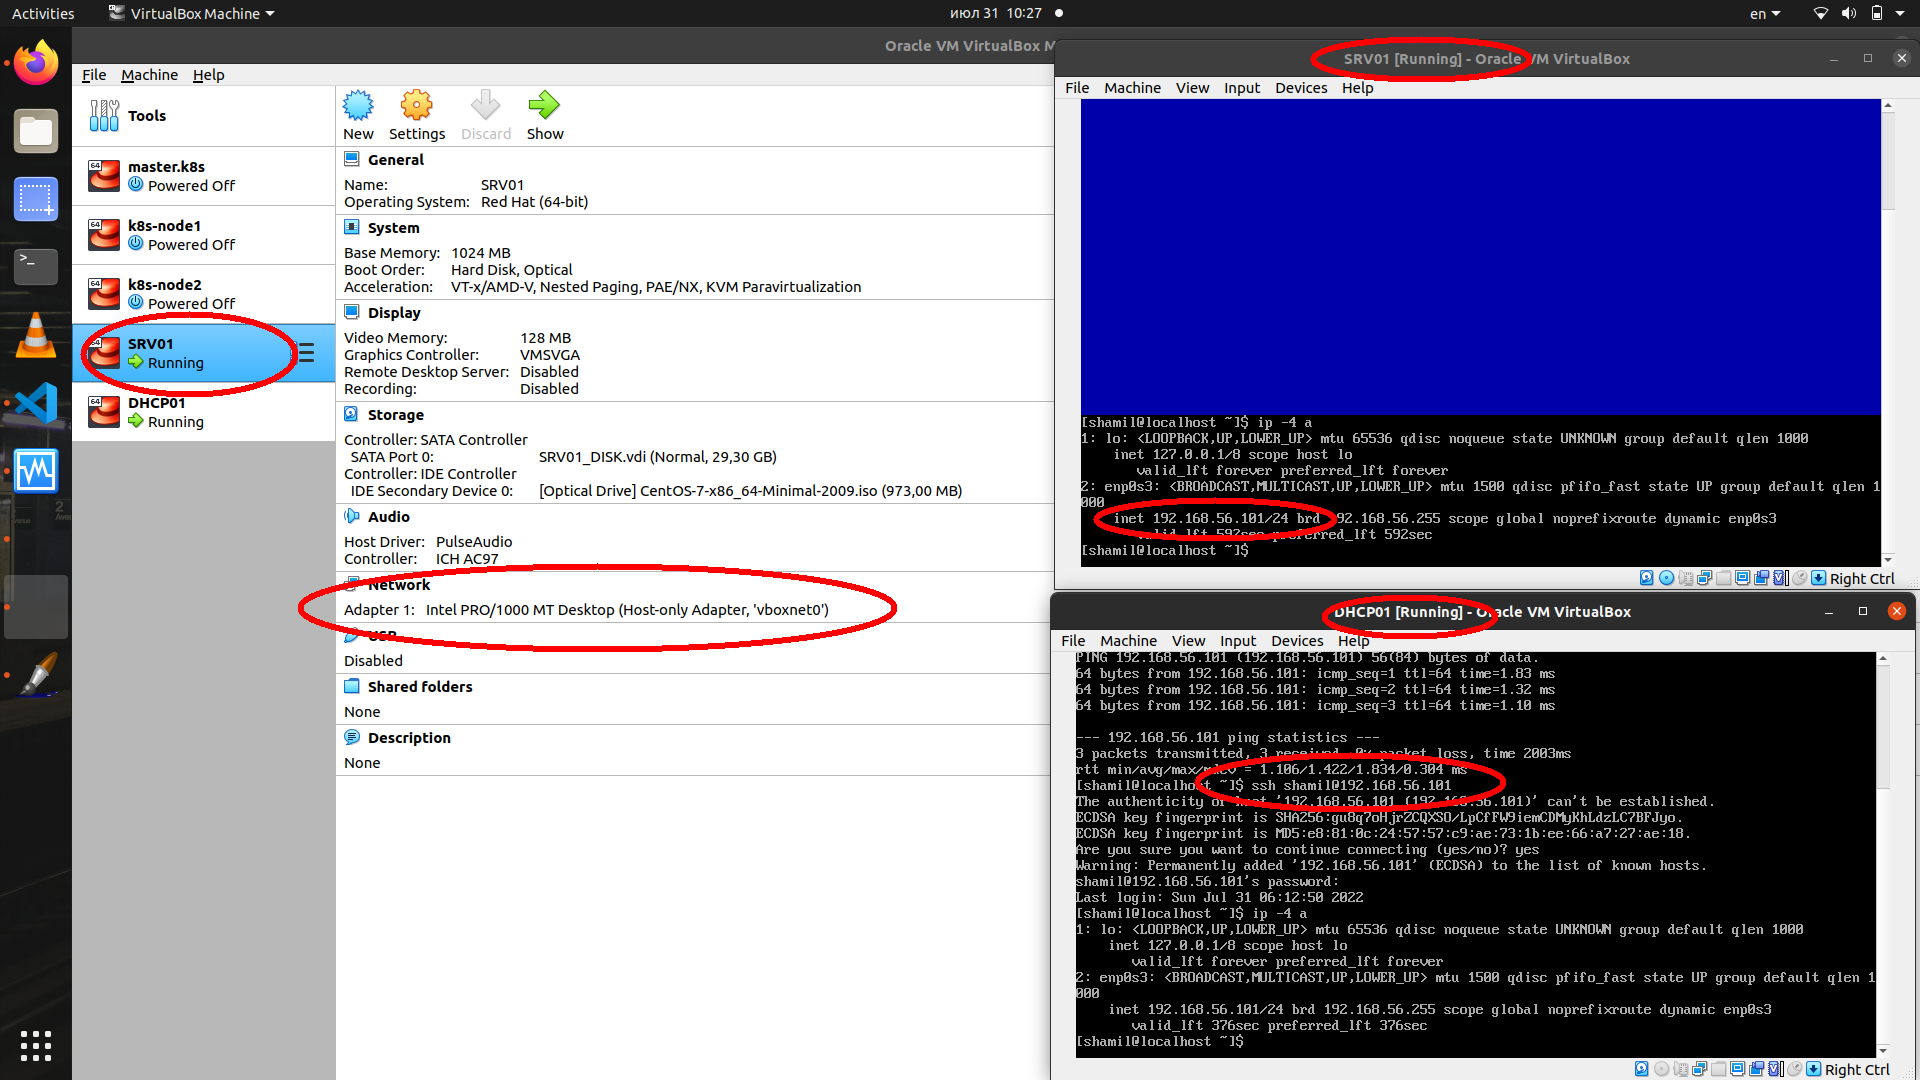 Activities
VirtualBox Machine
июл 31 10:27
en
Oracle VM VirtualBox M
File Machine Help
Tools
master.k8s
Powered Off
k8s-node1
Powered Off
k8s-node2
Powered Off
SRV01
Running
DHCP01
Running
New Settings Discard Show
General
Name: SRV01
Operating System: Red Hat (64-bit)
System
Base Memory: 1024 MB
Boot Order: Hard Disk, Optical
Acceleration: VT-x/AMD-V, Nested Paging, PAE/NX, KVM Paravirtualization
Display
Video Memory: 128 MB
Graphics Controller: VMSVGA
Remote Desktop Server: Disabled
Recording: Disabled
Storage
Controller: SATA Controller
SATA Port 0: SRV01_DISK.vdi (Normal, 29,30 GB)
Controller: IDE Controller
IDE Secondary Device 0: [Optical Drive] CentOS-7-x86_64-Minimal-2009.iso (973,00 MB)
Audio
Host Driver: PulseAudio
Controller: ICH AC97
Network
Adapter 1: Intel PRO/1000 MT Desktop (Host-only Adapter, 'vboxnet0')
USB
Disabled
Shared folders
None
Description
None
SRV01 [Running] - Oracle VM VirtualBox
File Machine View Input Devices Help
[shamil@localhost ~]$ ip -4 a
1: lo: <LOOPBACK,UP,LOWER_UP> mtu 65536 qdisc noqueue state UNKNOWN group default qlen 1000
inet 127.0.0.1/8 scope host lo
valid_lft forever preferred_lft forever
2: enp0s3: <BROADCAST,MULTICAST,UP,LOWER_UP> mtu 1500 qdisc pfifo_fast state UP group default qlen 1
000
inet 192.168.56.101/24 brd 192.168.56.255 scope global noprefixroute dynamic enp0s3
valid_lft 592sec preferred_lft 592sec
[shamil@localhost ~]$
Right Ctrl
DHCP01 [Running] - Oracle VM VirtualBox
File Machine View Input Devices Help
PING 192.168.56.101 (192.168.56.101) 56(84) bytes of data.
64 bytes from 192.168.56.101: icmp_seq=1 ttl=64 time=1.83 ms
64 bytes from 192.168.56.101: icmp_seq=2 ttl=64 time=1.32 ms
64 bytes from 192.168.56.101: icmp_seq=3 ttl=64 time=1.10 ms
--- 192.168.56.101 ping statistics ---
3 packets transmitted, 3 received, 0% packet loss, time 2003ms
rtt min/avg/max/mdev = 1.106/1.422/1.834/0.304 ms
[shamil@localhost ~]$ ssh shamil@192.168.56.101
The authenticity of host '192.168.56.101 (192.168.56.101)' can't be established.
ECDSA key fingerprint is SHA256:gu8q7oHjrZCQXSO/LpCfFW9iemCDMyKhLdzLC7BFJyo.
ECDSA key fingerprint is MD5:e8:81:0c:24:57:57:c9:ae:73:1b:ee:66:a7:27:ae:18.
Are you sure you want to continue connecting (yes/no)? yes
Warning: Permanently added '192.168.56.101' (ECDSA) to the list of known hosts.
shamil@192.168.56.101's password:
Last login: Sun Jul 31 06:12:50 2022
[shamil@localhost ~]$ ip -4 a
1: lo: <LOOPBACK,UP,LOWER_UP> mtu 65536 qdisc noqueue state UNKNOWN group default qlen 1000
inet 127.0.0.1/8 scope host lo
valid_lft forever preferred_lft forever
2: enp0s3: <BROADCAST,MULTICAST,UP,LOWER_UP> mtu 1500 qdisc pfifo_fast state UP group default qlen 1
000
inet 192.168.56.101/24 brd 192.168.56.255 scope global noprefixroute dynamic enp0s3
valid_lft 376sec preferred_lft 376sec
[shamil@localhost ~]$
Right Ctrl